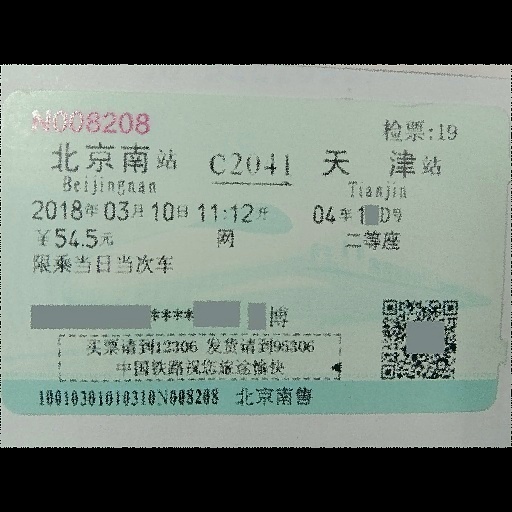 N008208
检票:19
北京南站 C2041 天津站
Beijingnan Tianjin
2018年03月10日11:12开 04车1 D号
￥54.5元 网 二等座
限乘当日当次车
**** 博
买票请到12306 发货请到95306
中国铁路祝您旅途愉快
10010301010310N008208 北京南售